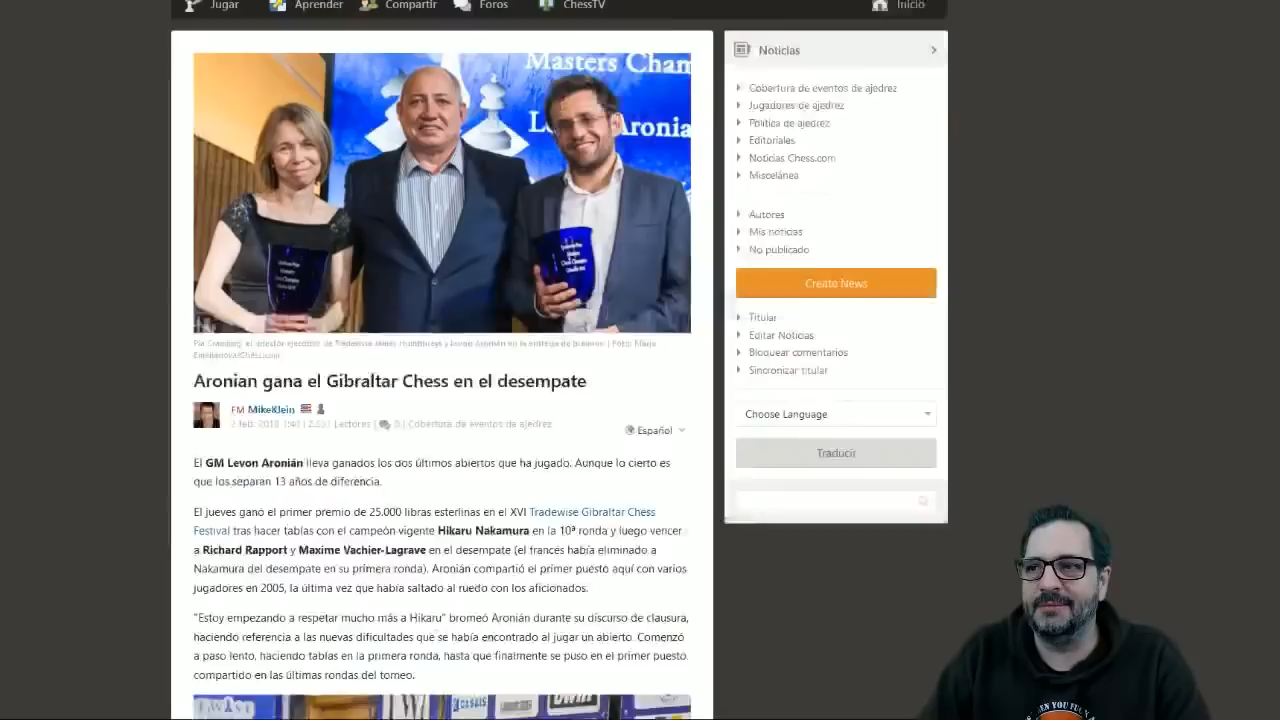 Jugar
Aprender
Compartir
Foros
ChessTV
Inicio
Masters Cham
Aronian
Noticias
Cobertura de eventos de ajedrez
Jugadores de ajedrez
Política de ajedrez
Editoriales
Noticias Chess.com
Miscelánea
Autores
Mis noticias
No publicado
Create News
Titular
Editar Noticias
Bloquear comentarios
Sincronizar titular
Choose Language
Traducir
Aronian gana el Gibraltar Chess en el desempate
FM MikeKlein
Lectores | Cobertura de eventos de ajedrez
Español
El GM Levon Aronián lleva ganados los dos últimos abiertos que ha jugado. Aunque lo cierto es
que los separan 13 años de diferencia.
El jueves ganó el primer premio de 25.000 libras esterlinas en el XVI Tradewise Gibraltar Chess
Festival tras hacer tablas con el campeón vigente Hikaru Nakamura en la 10ª ronda y luego vencer
a Richard Rapport y Maxime Vachier-Lagrave en el desempate (el francés había eliminado a
Nakamura del desempate en su primera ronda). Aronián compartió el primer puesto aquí con varios
jugadores en 2005, la última vez que había saltado al ruedo con los aficionados.
"Estoy empezando a respetar mucho más a Hikaru" bromeó Aronián durante su discurso de clausura,
haciendo referencia a las nuevas dificultades que se había encontrado al jugar un abierto. Comenzó
a paso lento, haciendo tablas en la primera ronda, hasta que finalmente se puso en el primer puesto
compartido en las últimas rondas del torneo.